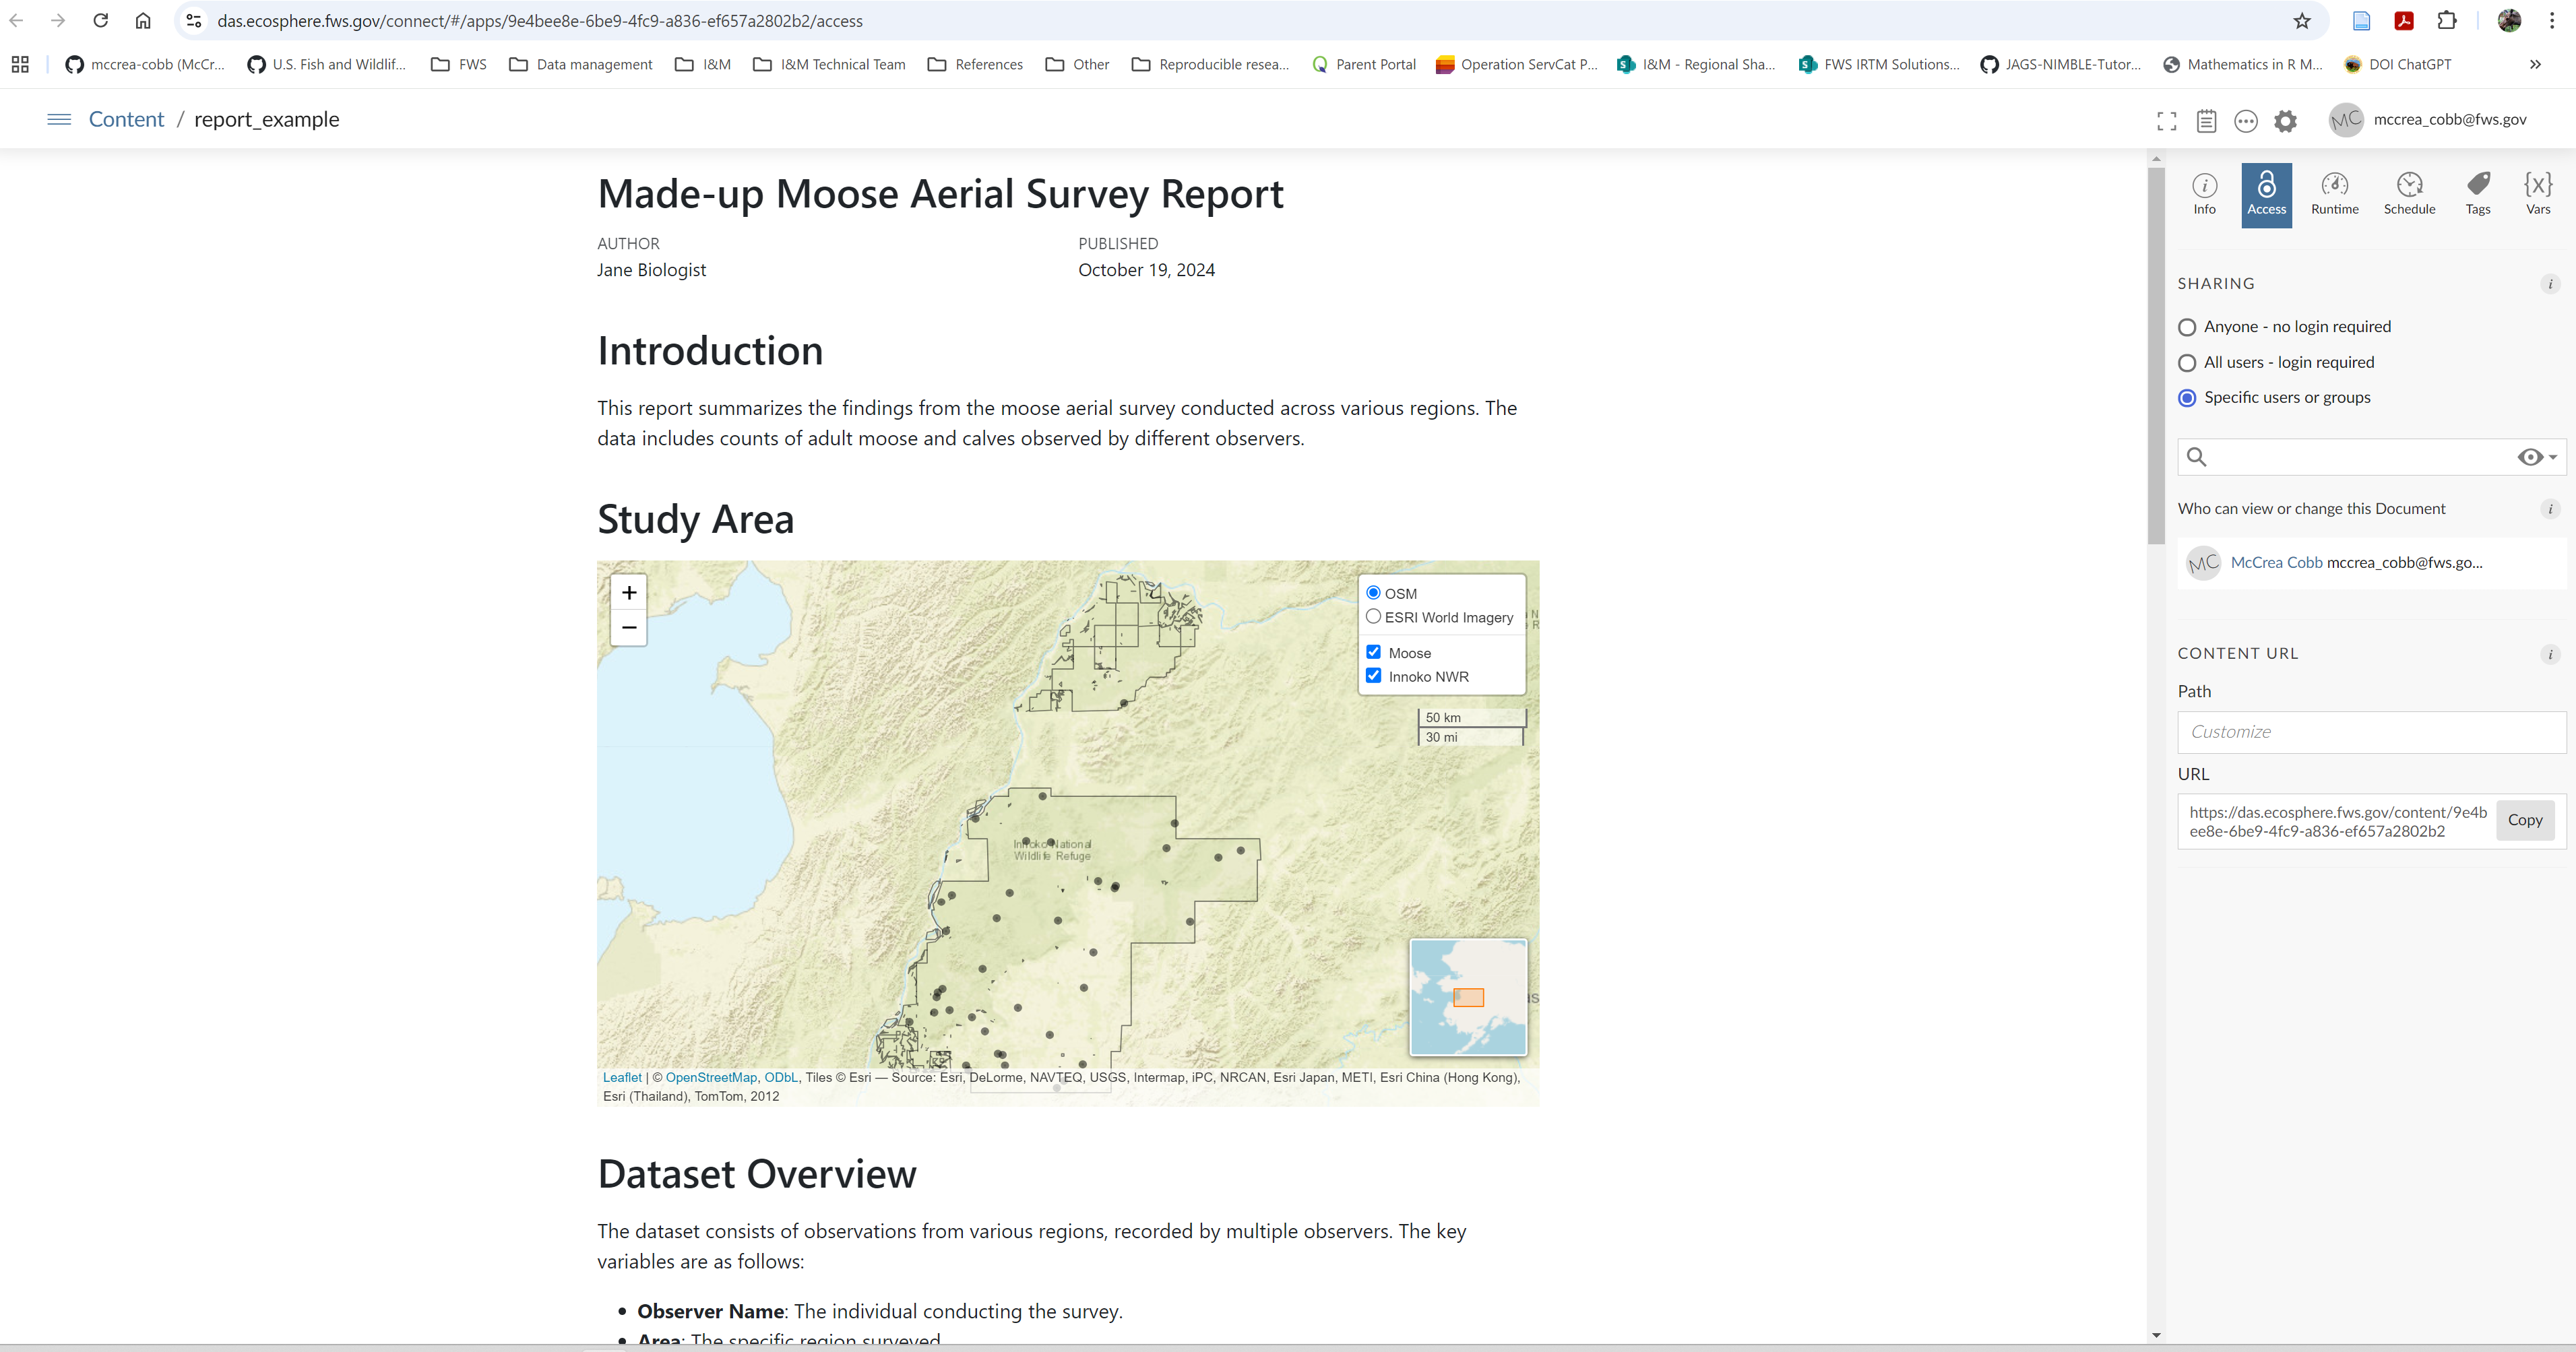 das.ecosphere.fws.gov/connect/#/apps/9e4bee8e-6be9-4fc9-a836-ef657a2802b2/access
mccrea-cobb (McCr... U.S. Fish and Wildlif... FWS Data management I&M I&M Technical Team References Other Reproducible resea... Parent Portal Operation ServCat P... I&M - Regional Sha... FWS IRTM Solutions... JAGS-NIMBLE-Tutor... Mathematics in R M... DOI ChatGPT »
Content / report_example
MC mccrea_cobb@fws.gov
Made-up Moose Aerial Survey Report
AUTHOR PUBLISHED
Jane Biologist October 19, 2024
Introduction
This report summarizes the findings from the moose aerial survey conducted across various regions. The
data includes counts of adult moose and calves observed by different observers.
Study Area
+
−
OSM
ESRI World Imagery
Moose
Innoko NWR
50 km
30 mi
Innoko National
Wildlife Refuge
Leaflet | © OpenStreetMap, ODbL, Tiles © Esri — Source: Esri, DeLorme, NAVTEQ, USGS, Intermap, iPC, NRCAN, Esri Japan, METI, Esri China (Hong Kong),
Esri (Thailand), TomTom, 2012
Dataset Overview
The dataset consists of observations from various regions, recorded by multiple observers. The key
variables are as follows:
• Observer Name: The individual conducting the survey.
• Area: The specific region surveyed
Info Access Runtime Schedule Tags Vars
SHARING
Anyone - no login required
All users - login required
Specific users or groups
Who can view or change this Document
MC McCrea Cobb mccrea_cobb@fws.go...
CONTENT URL
Path
Customize
URL
https://das.ecosphere.fws.gov/content/9e4b
ee8e-6be9-4fc9-a836-ef657a2802b2
Copy